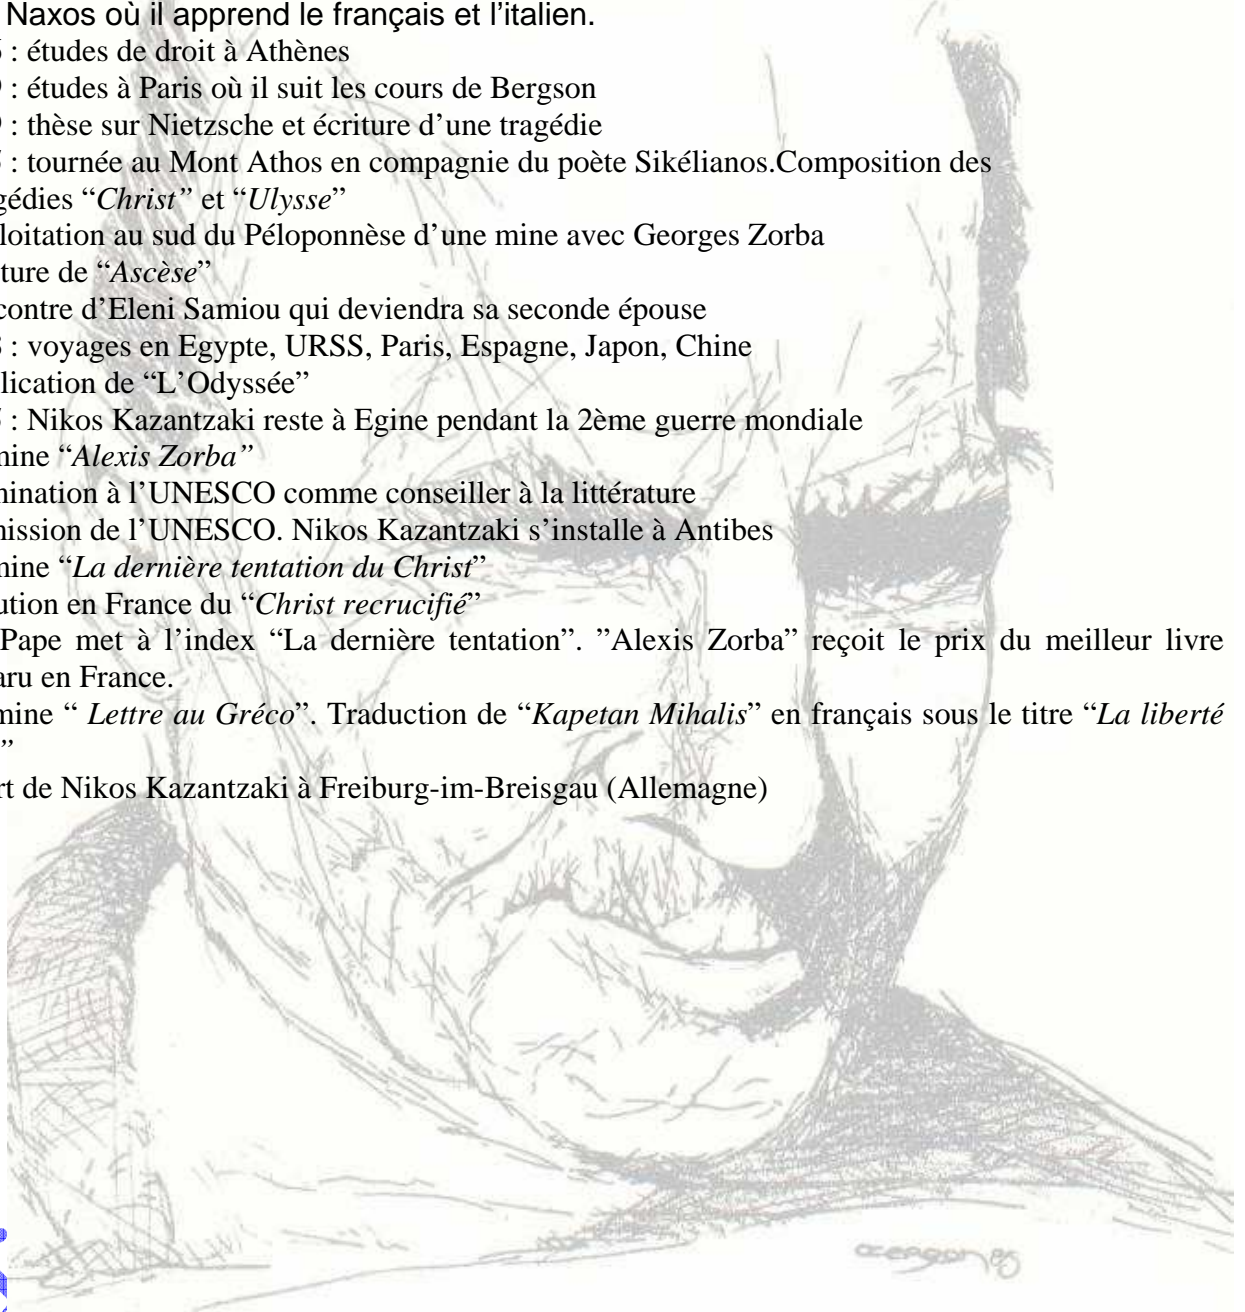 Naxos où il apprend le français et l’italien.
: études de droit à Athènes
: études à Paris où il suit les cours de Bergson
: thèse sur Nietzsche et écriture d’une tragédie
: tournée au Mont Athos en compagnie du poète Sikélianos.Composition des
gédies “Christ” et “Ulysse”
loitation au sud du Péloponnèse d’une mine avec Georges Zorba
ture de “Ascèse”
contre d’Eleni Samiou qui deviendra sa seconde épouse
: voyages en Egypte, URSS, Paris, Espagne, Japon, Chine
lication de “L’Odyssée”
: Nikos Kazantzaki reste à Egine pendant la 2ème guerre mondiale
mine “Alexis Zorba”
mination à l’UNESCO comme conseiller à la littérature
mission de l’UNESCO. Nikos Kazantzaki s’installe à Antibes
mine “La dernière tentation du Christ”
ution en France du “Christ recrucifié”
Pape met à l’index “La dernière tentation”. ”Alexis Zorba” reçoit le prix du meilleur livre
aru en France.
mine “ Lettre au Gréco”. Traduction de “Kapetan Mihalis” en français sous le titre “La liberté
”
rt de Nikos Kazantzaki à Freiburg-im-Breisgau (Allemagne)